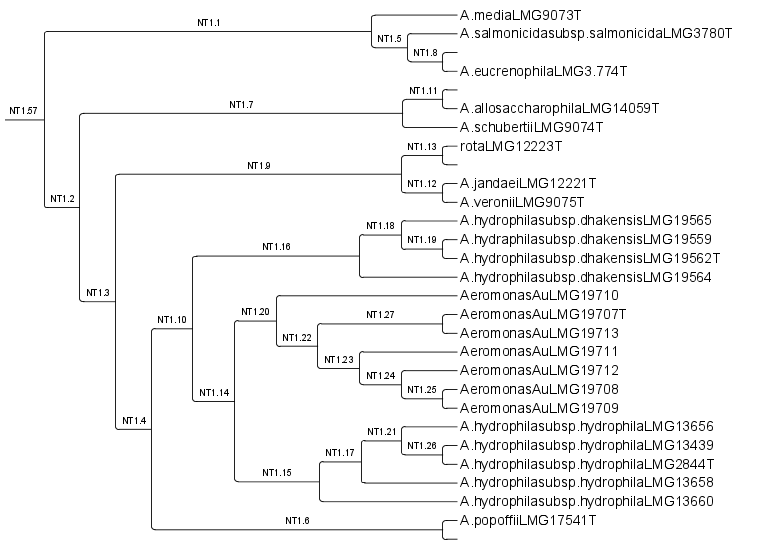 A.mediaLMG9073T
NT1.1
A.salmonicidasubsp.salmonicidaLMG3780T
NT1.5
NT1.8
A.eucrenophilaLMG3.774T
NT1.11
NT1.7
A.allosaccharophilaLMG14059T
NT1.57
A.schubertiiLMG9074T
NT1.13
rotaLMG12223T
NT1.9
NT1.12
A.jandaeiLMG12221T
NT1.2
A.veroniiLMG9075T
A.hydrophilasubsp.dhakensisLMG19565
NT1.18
A.hydraphilasubsp.dhakensisLMG19559
NT1.19
NT1.16
A.hydrophilasubsp.dhakensisLMG19562T
A.hydrophilasubsp.dhakensisLMG19564
NT1.3
AeromonasAuLMG19710
NT1.20
AeromonasAuLMG19707T
NT1.27
NT1.10
AeromonasAuLMG19713
NT1.22
AeromonasAuLMG19711
NT1.23
AeromonasAuLMG19712
NT1.24
AeromonasAuLMG19708
NT1.25
NT1.14
AeromonasAuLMG19709
NT1.4
A.hydrophilasubsp.hydrophilaLMG13656
NT1.21
A.hydrophilasubsp.hydrophilaLMG13439
NT1.26
NT1.17
A.hydrophilasubsp.hydrophilaLMG2844T
NT1.15
A.hydrophilasubsp.hydrophilaLMG13658
A.hydrophilasubsp.hydrophilaLMG13660
NT1.6
A.popoffiiLMG17541T